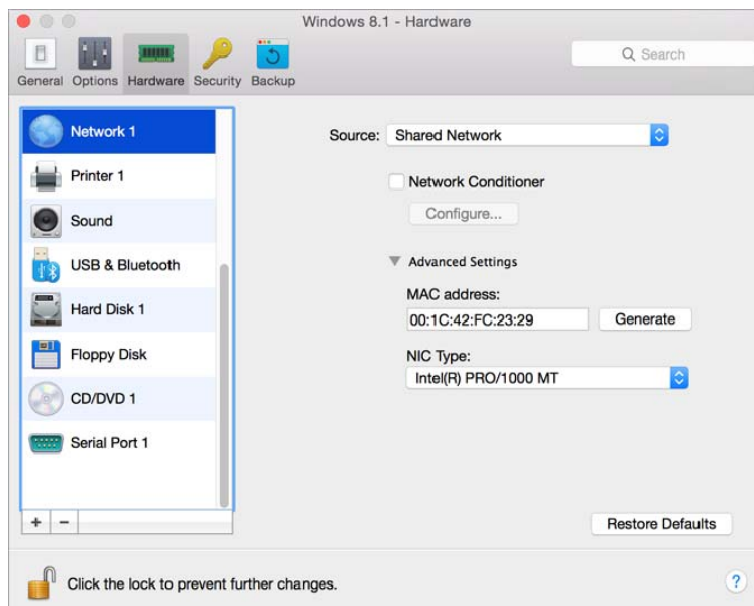 Windows 8.1 - Hardware
General Options Hardware Security Backup
Search
Network 1
Printer 1
Sound
USB & Bluetooth
Hard Disk 1
Floppy Disk
CD/DVD 1
Serial Port 1
+ −
Source: Shared Network
Network Conditioner
Configure...
Advanced Settings
MAC address:
00:1C:42:FC:23:29 Generate
NIC Type:
Intel(R) PRO/1000 MT
Restore Defaults
Click the lock to prevent further changes.
?